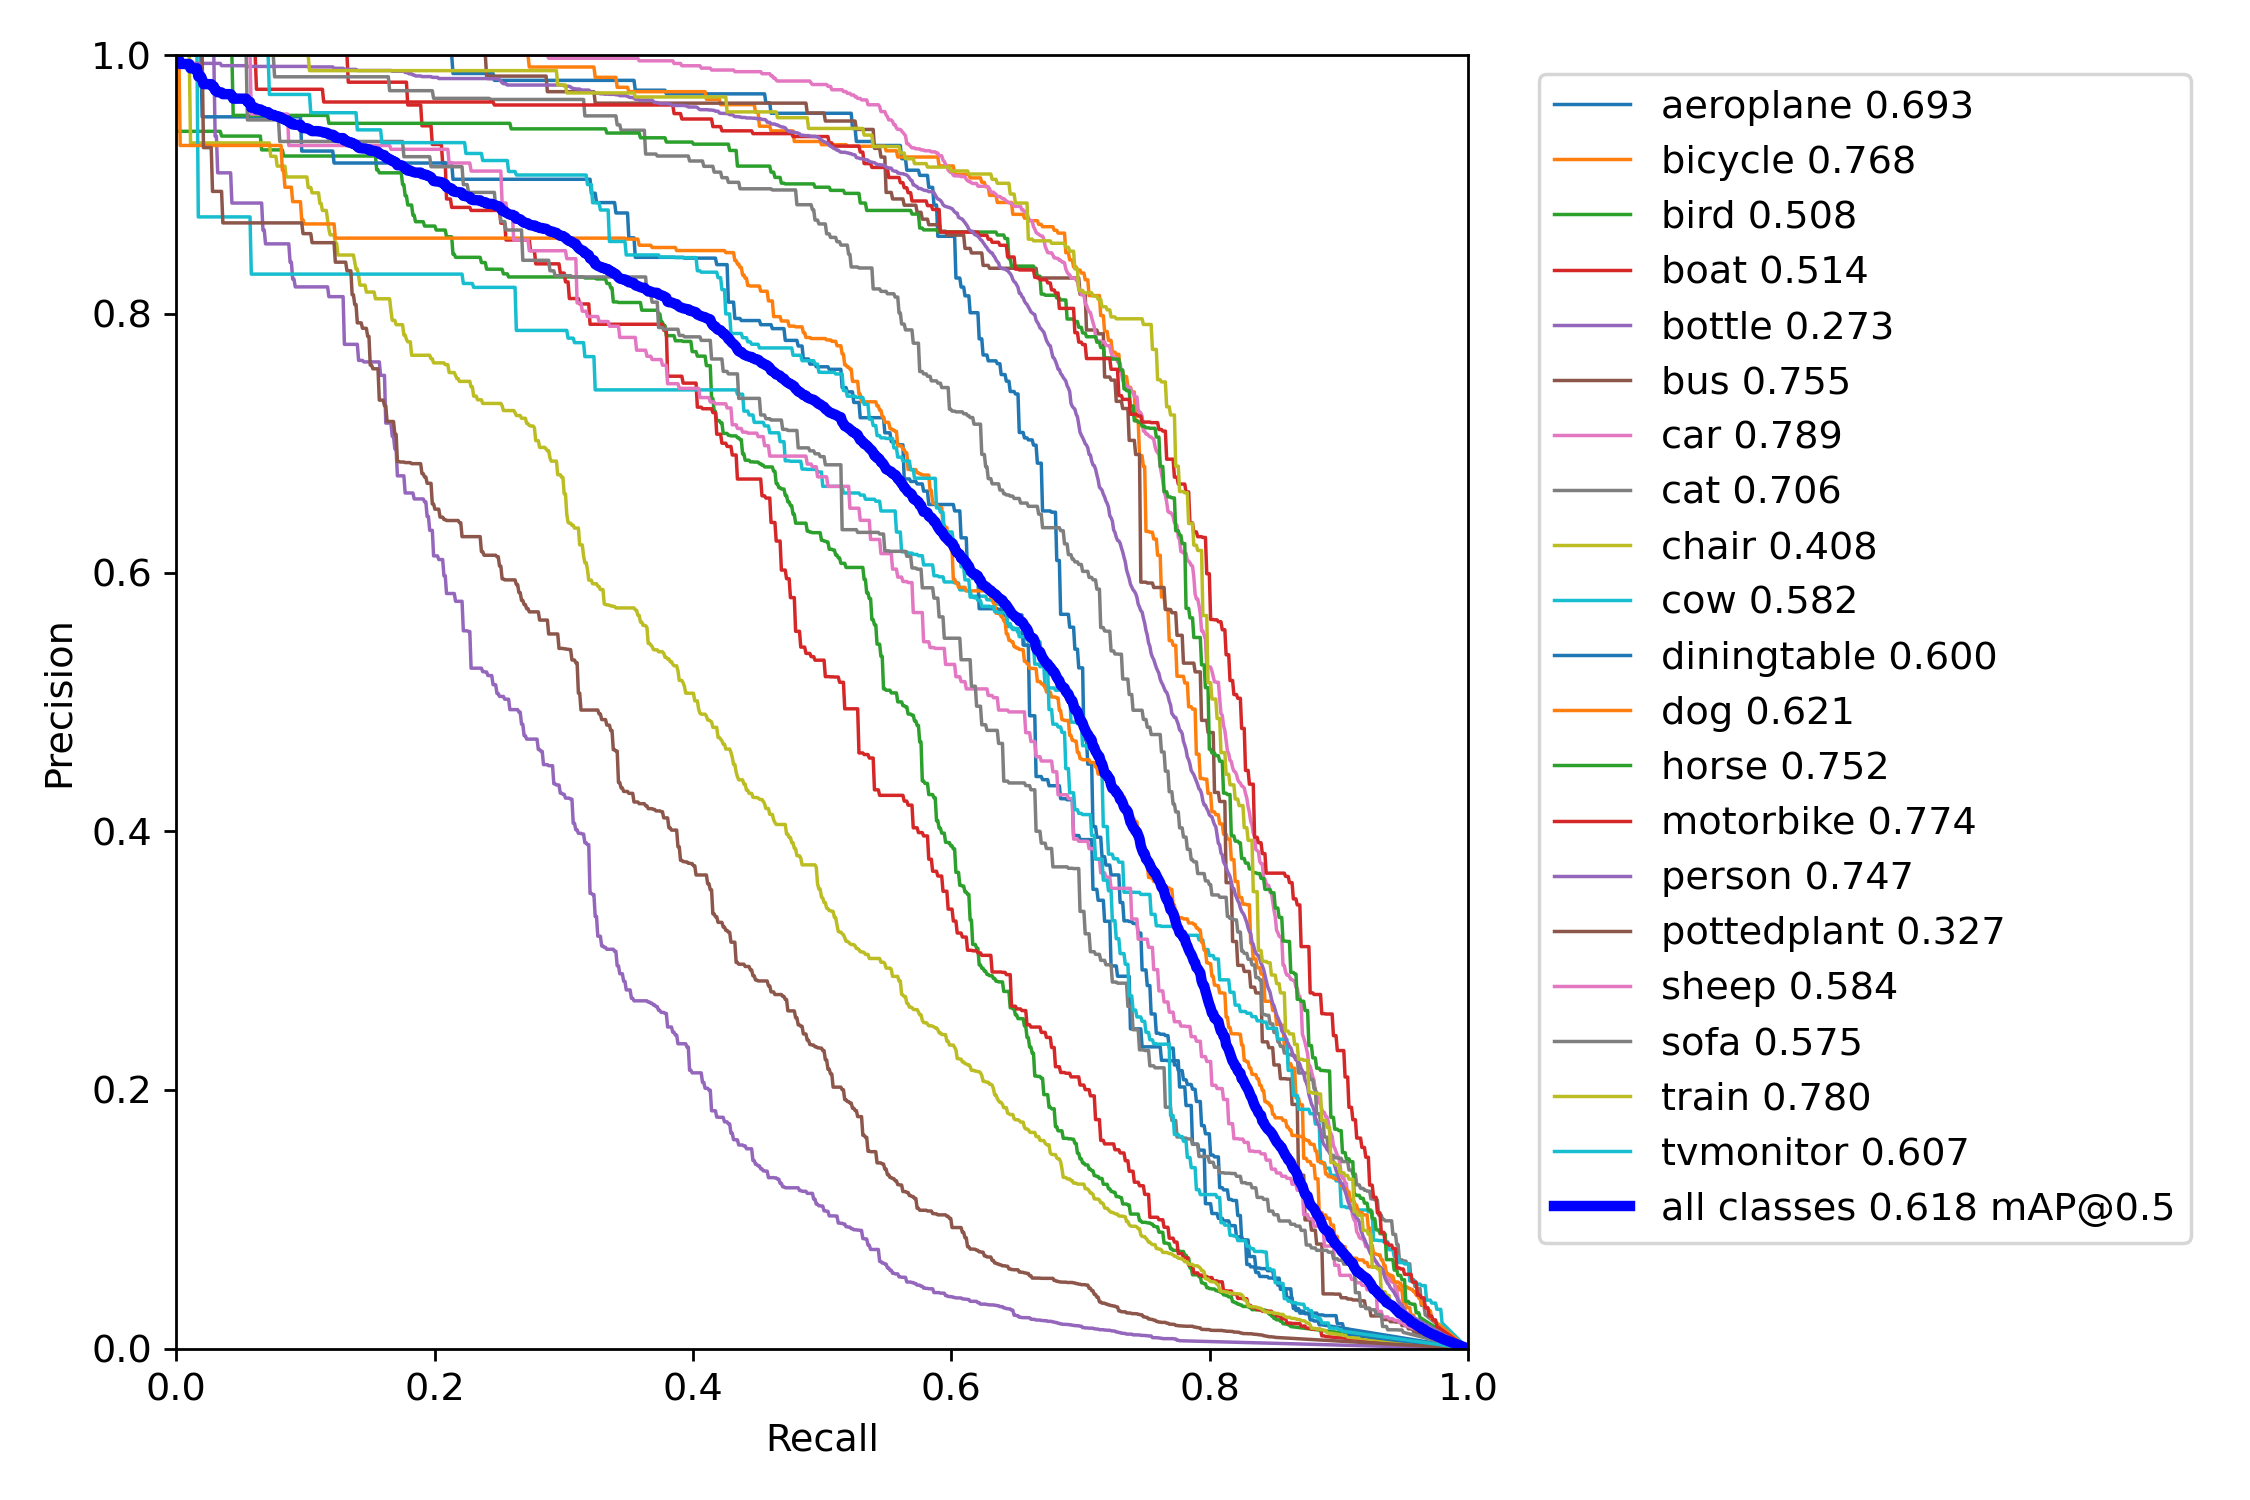 1.0
0.8
0.6
0.4
0.2
0.0
Precision
0.0 0.2 0.4 0.6 0.8 1.0
Recall
aeroplane 0.693
bicycle 0.768
bird 0.508
boat 0.514
bottle 0.273
bus 0.755
car 0.789
cat 0.706
chair 0.408
cow 0.582
diningtable 0.600
dog 0.621
horse 0.752
motorbike 0.774
person 0.747
pottedplant 0.327
sheep 0.584
sofa 0.575
train 0.780
tvmonitor 0.607
all classes 0.618 mAP@0.5